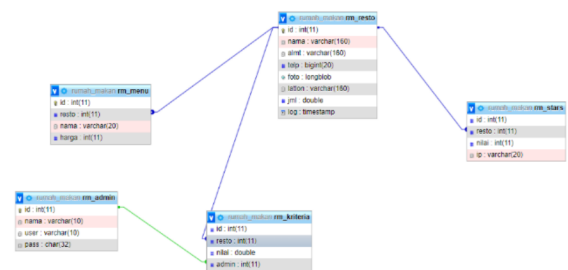 rumah_makan rm_resto
id : int(11)
nama : varchar(160)
almt : varchar(160)
telp : bigint(20)
foto : longblob
lation : varchar(160)
jml : double
log : timestamp
rumah_makan rm_menu
id : int(11)
resto : int(11)
nama : varchar(20)
harga : int(11)
rumah_makan rm_stars
id : int(11)
resto : int(11)
nilai : int(11)
ip : varchar(20)
rumah_makan rm_admin
id : int(11)
nama : varchar(10)
user : varchar(10)
pass : char(32)
rumah_makan rm_kriteria
id : int(11)
resto : int(11)
nilai : double
admin : int(11)